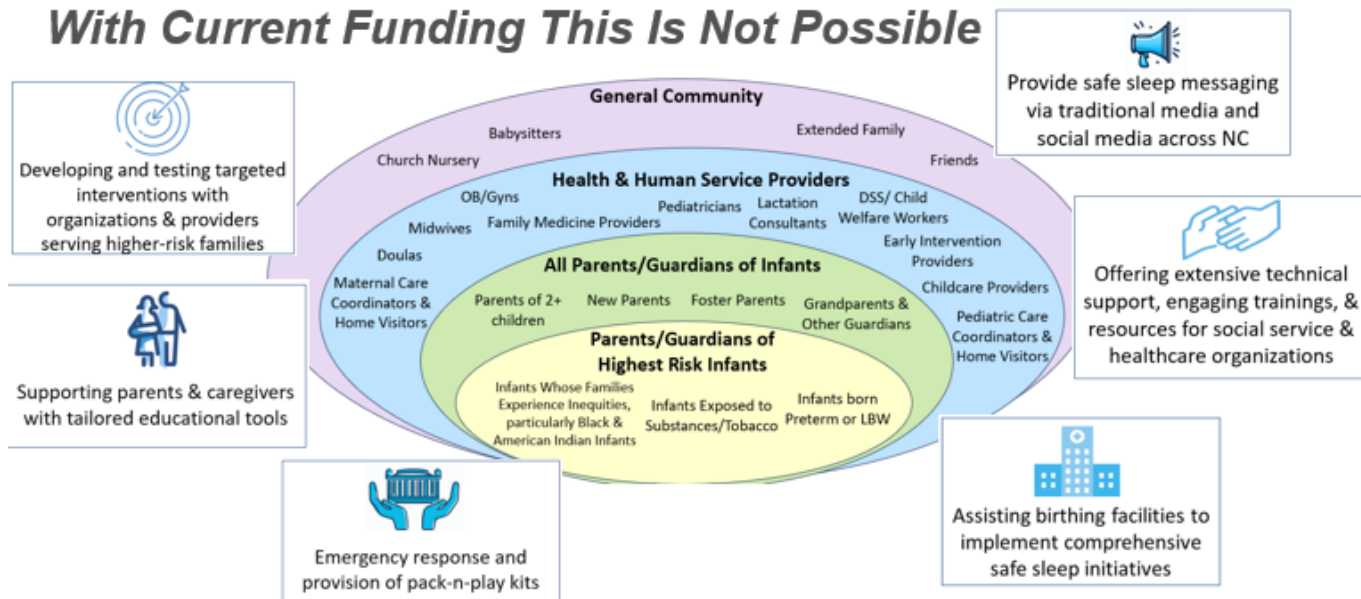 With Current Funding This Is Not Possible
Developing and testing targeted
interventions with
organizations & providers
serving higher-risk families
Supporting parents & caregivers
with tailored educational tools
Emergency response and
provision of pack-n-play kits
General Community
Babysitters
Extended Family
Church Nursery
Friends
Health & Human Service Providers
OB/Gyns
Midwives
Family Medicine Providers
Doulas
Maternal Care
Coordinators &
Home Visitors
Pediatricians
Lactation
Consultants
DSS/ Child
Welfare Workers
Early Intervention
Providers
Childcare Providers
Pediatric Care
Coordinators &
Home Visitors
All Parents/Guardians of Infants
Parents of 2+
children
New Parents
Foster Parents
Grandparents &
Other Guardians
Parents/Guardians of
Highest Risk Infants
Infants Whose Families
Experience Inequities,
particularly Black &
American Indian Infants
Infants Exposed to
Substances/Tobacco
Infants born
Preterm or LBW
Provide safe sleep messaging
via traditional media and
social media across NC
Offering extensive technical
support, engaging trainings, &
resources for social service &
healthcare organizations
Assisting birthing facilities to
implement comprehensive
safe sleep initiatives